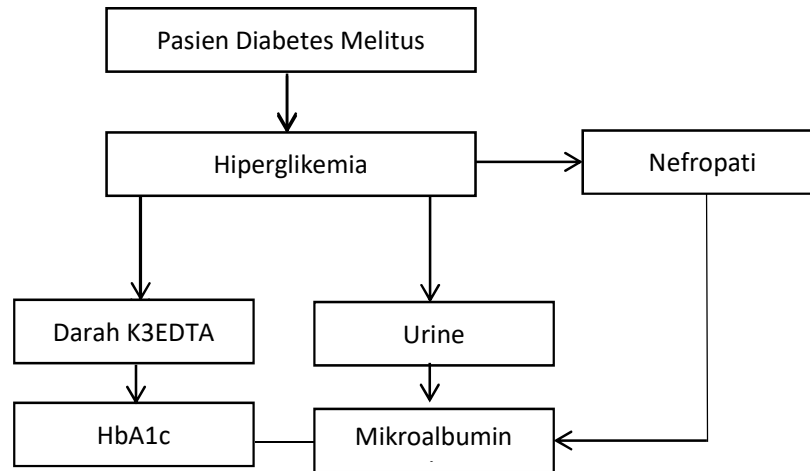 Pasien Diabetes Melitus
Hiperglikemia
Nefropati
Darah K3EDTA
Urine
HbA1c
Mikroalbumin